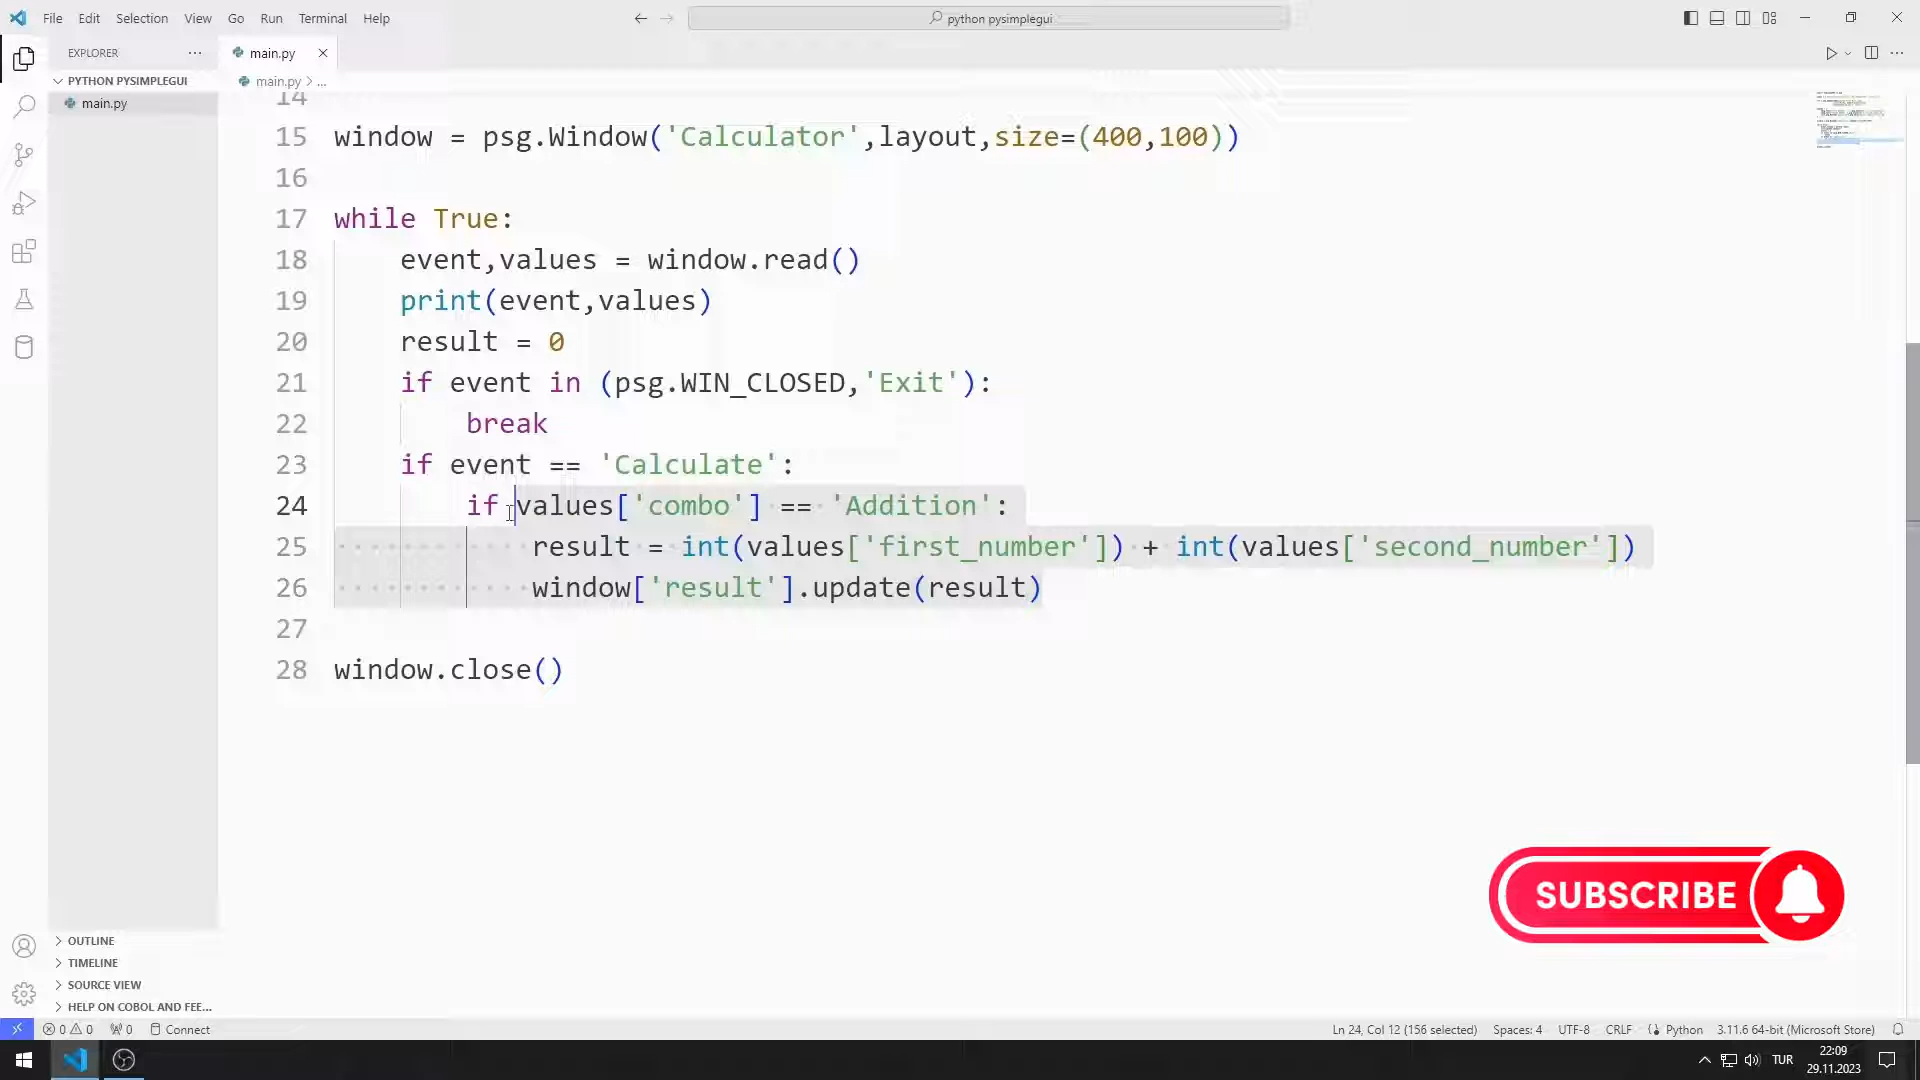 File Edit Selection View Go Run Terminal Help
python pysimplegui
EXPLORER
main.py
PYTHON PYSIMPLEGUI
main.py > ...
main.py
14
15 window = psg.Window('Calculator',layout,size=(400,100))
16
17 while True:
18 event,values = window.read()
19 print(event,values)
20 result = 0
21 if event in (psg.WIN_CLOSED,'Exit'):
22 break
23 if event == 'Calculate':
24 if values['combo'] == 'Addition':
25 result = int(values['first_number']) + int(values['second_number'])
26 window['result'].update(result)
27
28 window.close()
SUBSCRIBE
OUTLINE
TIMELINE
SOURCE VIEW
HELP ON COBOL AND FEE...
0 0 0 Connect
Ln 24, Col 12 (156 selected) Spaces: 4 UTF-8 CRLF Python 3.11.6 64-bit (Microsoft Store)
TUR
22:09
29.11.2023